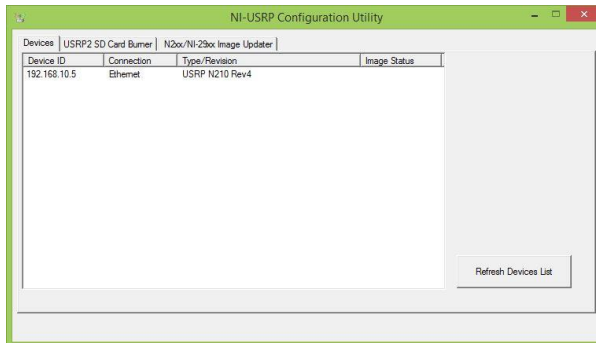 NI-USRP Configuration Utility
Devices USRP2 SD Card Burner N2xx/NI-29xx Image Updater
Device ID Connection Type/Revision Image Status
192.168.10.5 Ethernet USRP N210 Rev4
Refresh Devices List